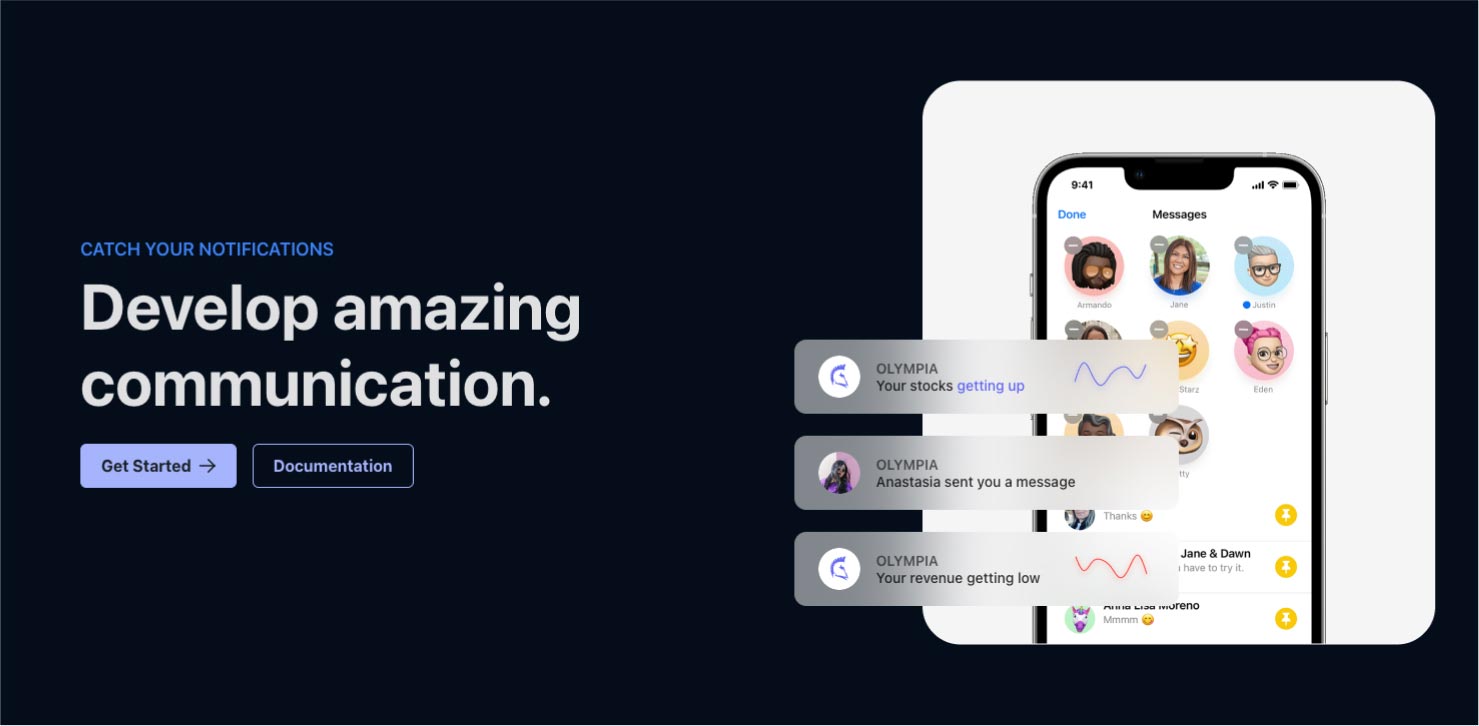 CATCH YOUR NOTIFICATIONS
Develop amazing
communication.
Get Started →
Documentation
9:41
Done
Messages
Armando
Jane
Justin
Starz
Eden
OLYMPIA
Your stocks getting up
OLYMPIA
Anastasia sent you a message
Thanks 😋
OLYMPIA
Your revenue getting low
Jane & Dawn
have to try it.
Anna Lisa Moreno
Mmmm 😋